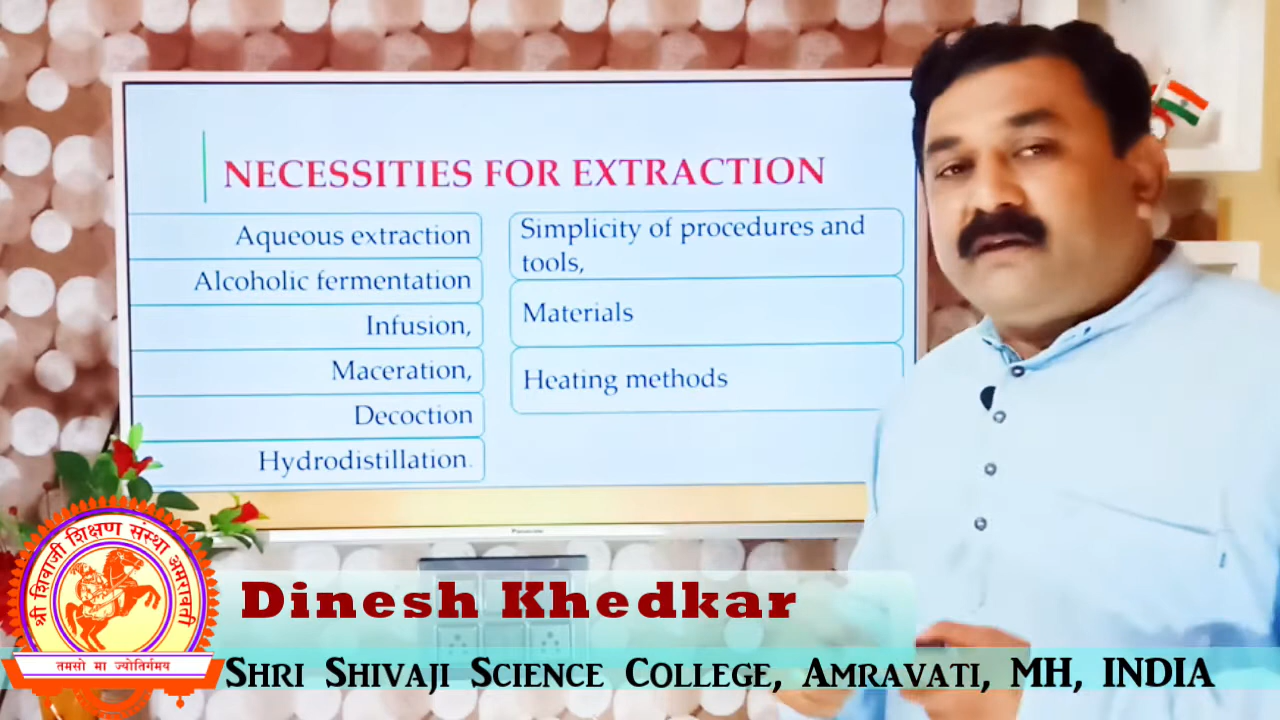 NECESSITIES FOR EXTRACTION
Aqueous extraction
Alcoholic fermentation
Infusion,
Maceration,
Decoction
Hydrodistillation.
Simplicity of procedures and
tools,
Materials
Heating methods
Panasonic
श्री शिवाजी शिक्षण संस्था अमरावती
तमसो मा ज्योतिर्गमय
Dinesh Khedkar
SHRI SHIVAJI SCIENCE COLLEGE, AMRAVATI, MH, INDIA